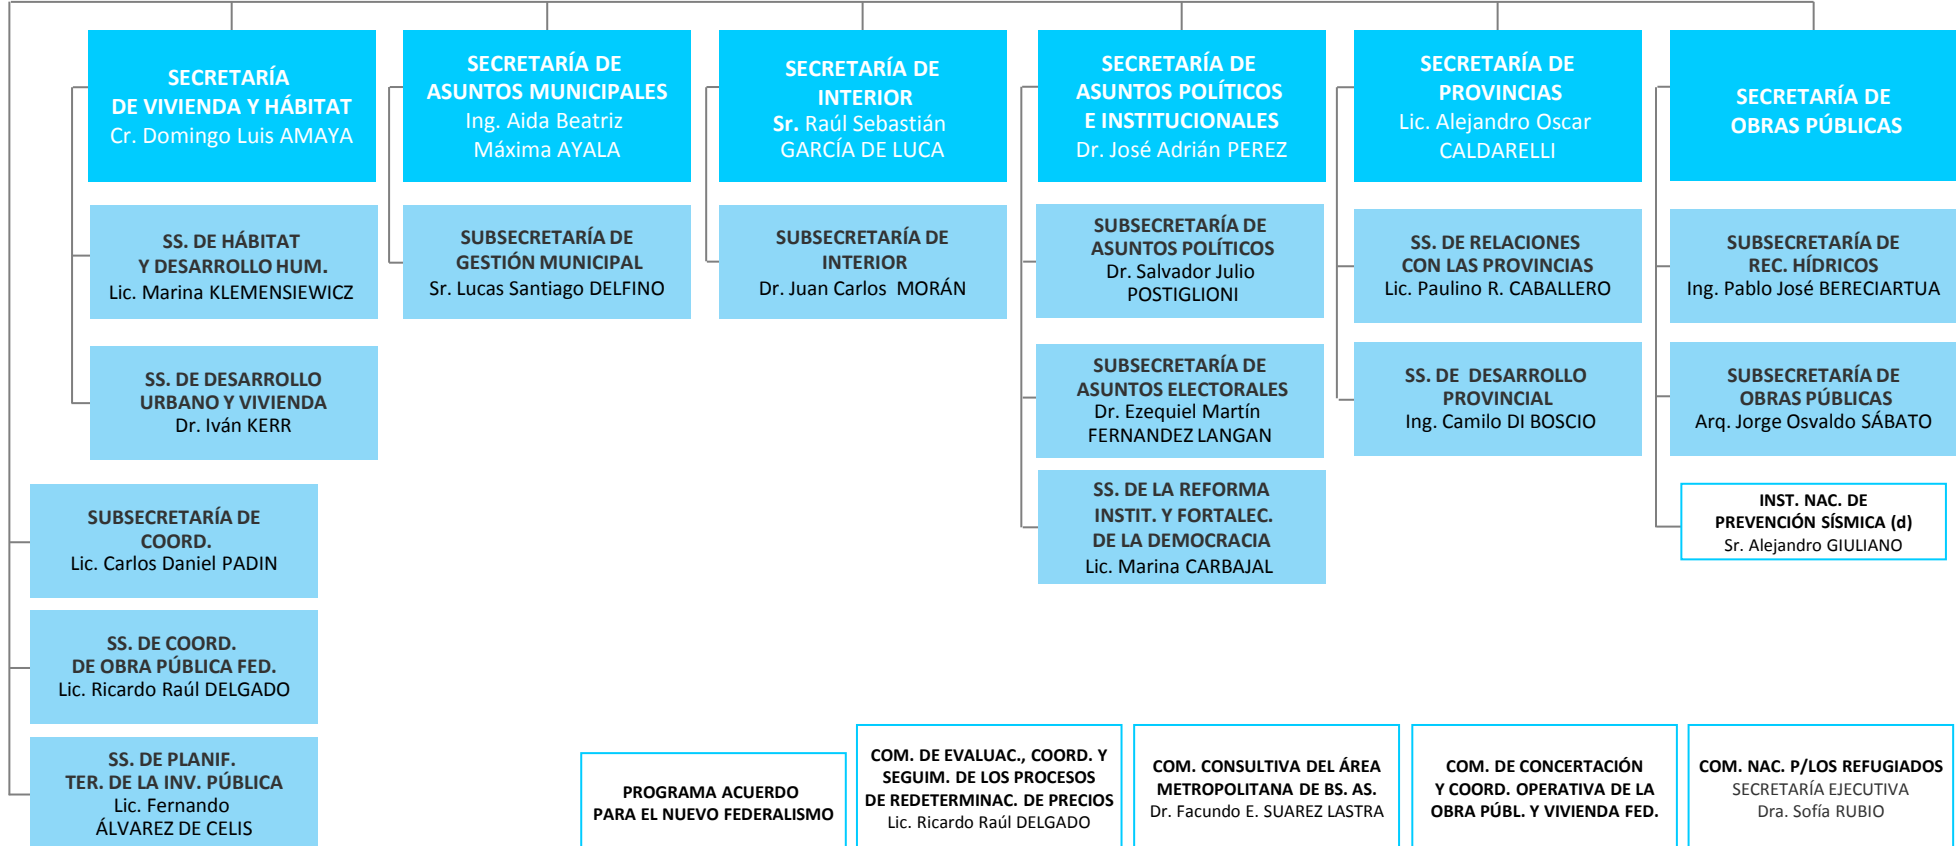 SECRETARÍA
DE VIVIENDA Y HÁBITAT
Cr. Domingo Luis AMAYA
SECRETARÍA DE
ASUNTOS MUNICIPALES
Ing. Aida Beatriz
Máxima AYALA
SECRETARÍA DE
INTERIOR
Sr. Raúl Sebastián
GARCÍA DE LUCA
SECRETARÍA DE
ASUNTOS POLÍTICOS
E INSTITUCIONALES
Dr. José Adrián PEREZ
SECRETARÍA DE
PROVINCIAS
Lic. Alejandro Oscar
CALDARELLI
SECRETARÍA DE
OBRAS PÚBLICAS
SS. DE HÁBITAT
Y DESARROLLO HUM.
Lic. Marina KLEMENSIEWICZ
SUBSECRETARÍA DE
GESTIÓN MUNICIPAL
Sr. Lucas Santiago DELFINO
SUBSECRETARÍA DE
INTERIOR
Dr. Juan Carlos MORÁN
SUBSECRETARÍA DE
ASUNTOS POLÍTICOS
Dr. Salvador Julio
POSTIGLIONI
SS. DE RELACIONES
CON LAS PROVINCIAS
Lic. Paulino R. CABALLERO
SUBSECRETARÍA DE
REC. HÍDRICOS
Ing. Pablo José BERECIARTUA
SS. DE DESARROLLO
URBANO Y VIVIENDA
Dr. Iván KERR
SUBSECRETARÍA DE
ASUNTOS ELECTORALES
Dr. Ezequiel Martín
FERNANDEZ LANGAN
SS. DE DESARROLLO
PROVINCIAL
Ing. Camilo DI BOSCIO
SUBSECRETARÍA DE
OBRAS PÚBLICAS
Arq. Jorge Osvaldo SÁBATO
SUBSECRETARÍA DE
COORD.
Lic. Carlos Daniel PADIN
SS. DE LA REFORMA
INSTIT. Y FORTALEC.
DE LA DEMOCRACIA
Lic. Marina CARBAJAL
INST. NAC. DE
PREVENCIÓN SÍSMICA (d)
Sr. Alejandro GIULIANO
SS. DE COORD.
DE OBRA PÚBLICA FED.
Lic. Ricardo Raúl DELGADO
SS. DE PLANIF.
TER. DE LA INV. PÚBLICA
Lic. Fernando
ÁLVAREZ DE CELIS
PROGRAMA ACUERDO
PARA EL NUEVO FEDERALISMO
COM. DE EVALUAC., COORD. Y
SEGUIM. DE LOS PROCESOS
DE REDETERMINAC. DE PRECIOS
Lic. Ricardo Raúl DELGADO
COM. CONSULTIVA DEL ÁREA
METROPOLITANA DE BS. AS.
Dr. Facundo E. SUAREZ LASTRA
COM. DE CONCERTACIÓN
Y COORD. OPERATIVA DE LA
OBRA PÚBL. Y VIVIENDA FED.
COM. NAC. P/LOS REFUGIADOS
SECRETARÍA EJECUTIVA
Dra. Sofía RUBIO